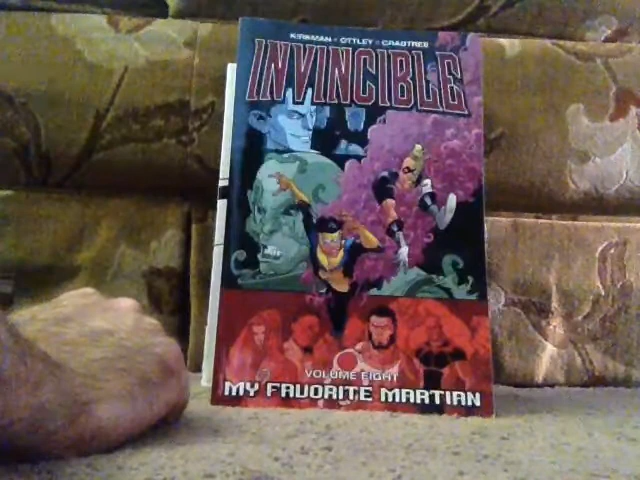 KIRKMAN • OTTLEY • CRABTREE
INVINCIBLE
VOLUME EIGHT
MY FAVORITE MARTIAN